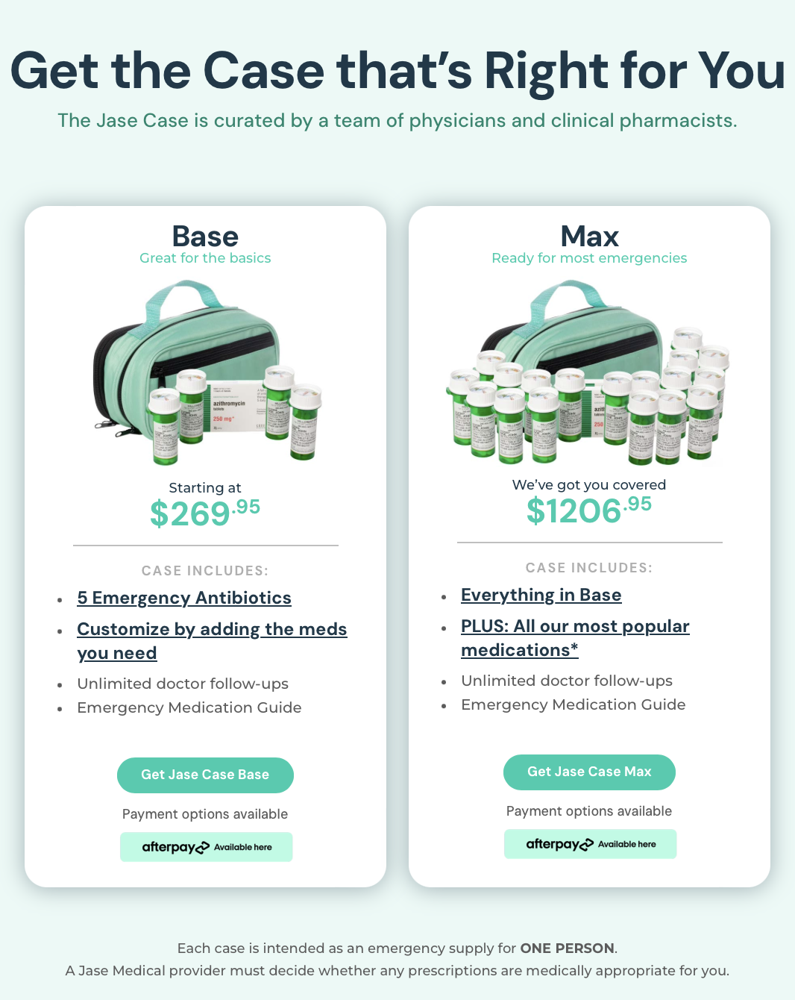 Get the Case that’s Right for You
The Jase Case is curated by a team of physicians and clinical pharmacists.
Base
Great for the basics
azithromycin
tablets
250 mg*
Starting at
$269.95
CASE INCLUDES:
5 Emergency Antibiotics
Customize by adding the meds
you need
Unlimited doctor follow-ups
Emergency Medication Guide
Get Jase Case Base
Payment options available
afterpay Available here
Max
Ready for most emergencies
250
We’ve got you covered
$1206.95
CASE INCLUDES:
Everything in Base
PLUS: All our most popular
medications*
Unlimited doctor follow-ups
Emergency Medication Guide
Get Jase Case Max
Payment options available
afterpay Available here
Each case is intended as an emergency supply for ONE PERSON.
A Jase Medical provider must decide whether any prescriptions are medically appropriate for you.